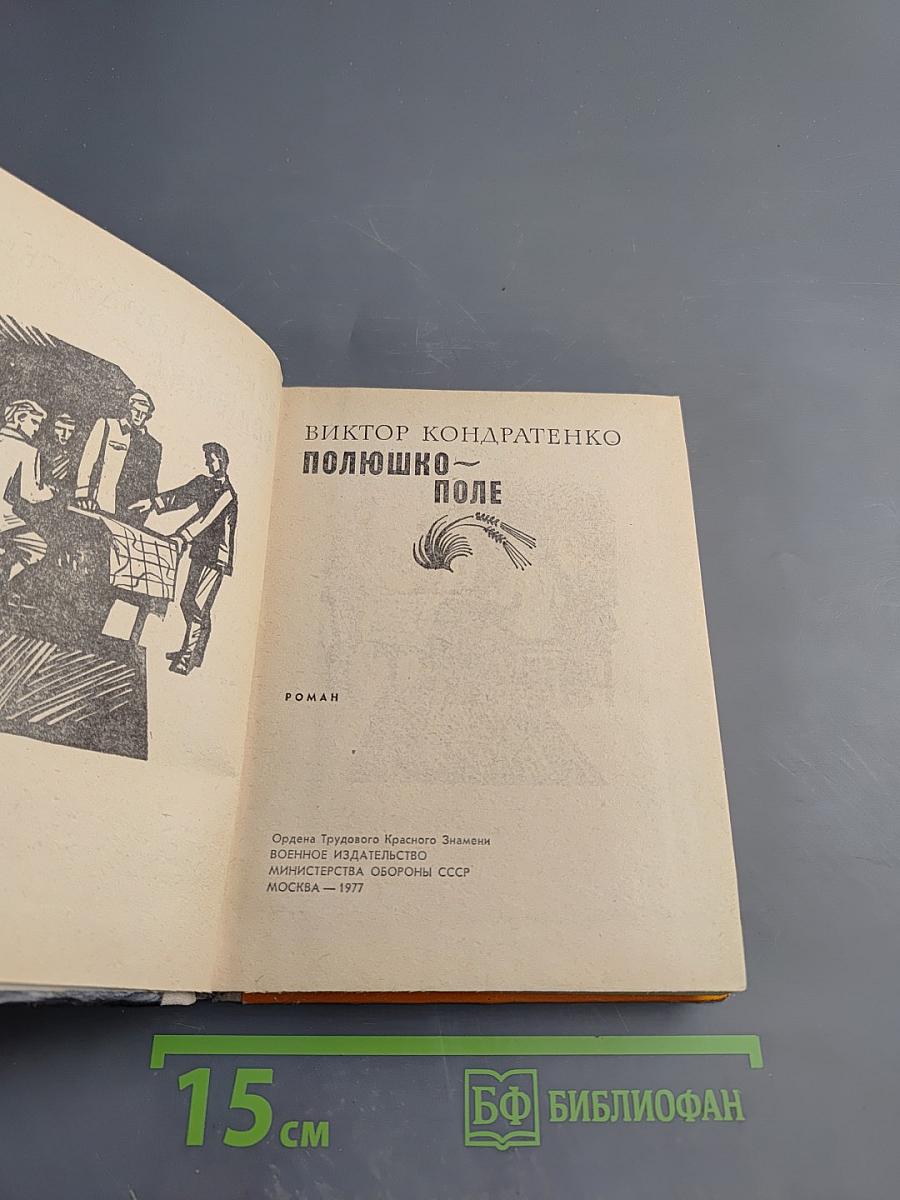 ВИКТОР КОНДРАТЕНКО
ПОЛЮШКО~
ПОЛЕ
РОМАН
Ордена Трудового Красного Знамени
ВОЕННОЕ ИЗДАТЕЛЬСТВО
МИНИСТЕРСТВА ОБОРОНЫ СССР
МОСКВА — 1977
15 см
БФ БИБЛИОФАН